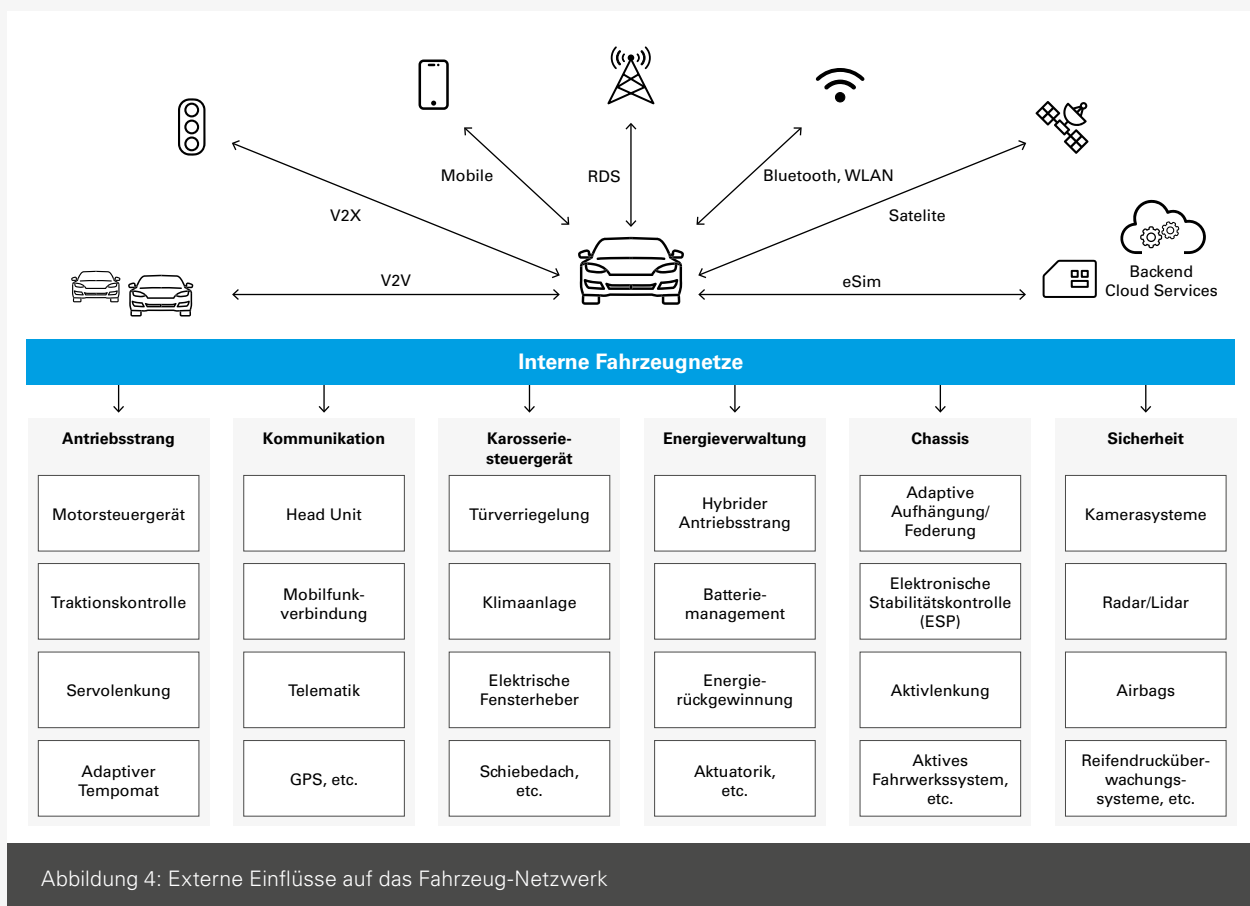 Mobile
RDS
Bluetooth, WLAN
V2X
Satelite
V2V
eSim
Backend
Cloud Services
Interne Fahrzeugnetze
Antriebsstrang
Motorsteuergerät
Traktionskontrolle
Servolenkung
Adaptiver
Tempomat
Kommunikation
Head Unit
Mobilfunk-
verbindung
Telematik
GPS, etc.
Karosserie-
steuergerät
Türverriegelung
Klimaanlage
Elektrische
Fensterheber
Schiebedach,
etc.
Energieverwaltung
Hybrider
Antriebsstrang
Batterie-
management
Energie-
rückgewinnung
Aktuatorik,
etc.
Chassis
Adaptive
Aufhängung/
Federung
Elektronische
Stabilitätskontrolle
(ESP)
Aktivlenkung
Aktives
Fahrwerkssystem,
etc.
Sicherheit
Kamerasysteme
Radar/Lidar
Airbags
Reifendrucküber-
wachungs-
systeme, etc.
Abbildung 4: Externe Einflüsse auf das Fahrzeug-Netzwerk